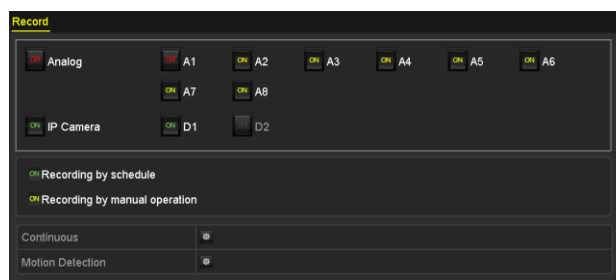 Record
OFF Analog OFF A1 ON A2 ON A3 ON A4 ON A5 ON A6
ON A7 ON A8
ON IP Camera ON D1 D2
ON Recording by schedule
ON Recording by manual operation
Continuous
Motion Detection